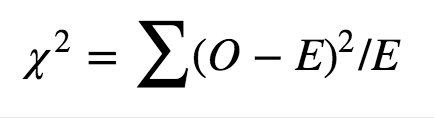 χ² = ∑(O − E)²/E